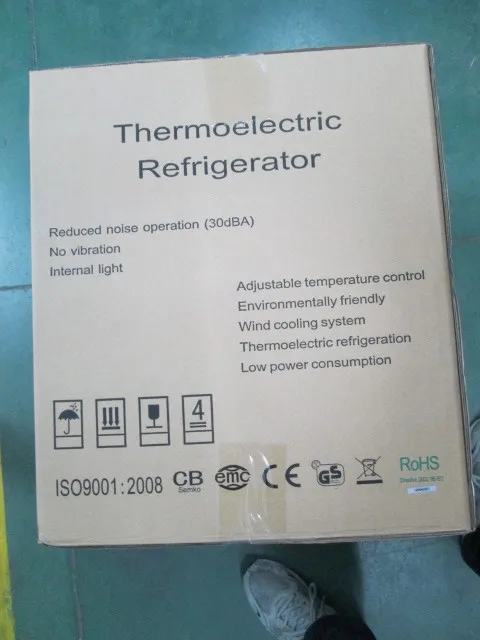 Thermoelectric
Refrigerator
Reduced noise operation (30dBA)
No vibration
Internal light
Adjustable temperature control
Environmentally friendly
Wind cooling system
Thermoelectric refrigeration
Low power consumption
4
ISO9001:2008
CB
Semko
emc
CE
GS
RoHS